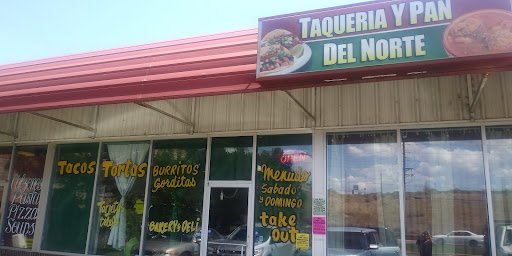 TAQUERIA Y PAN
DEL NORTE
TACOS
TORTAS
BURRITOS
Gorditas
BAKERY & DELI
OPEN
Menudo
Sabado
y DOMINGO
take
out
PIZZA
SOUPS